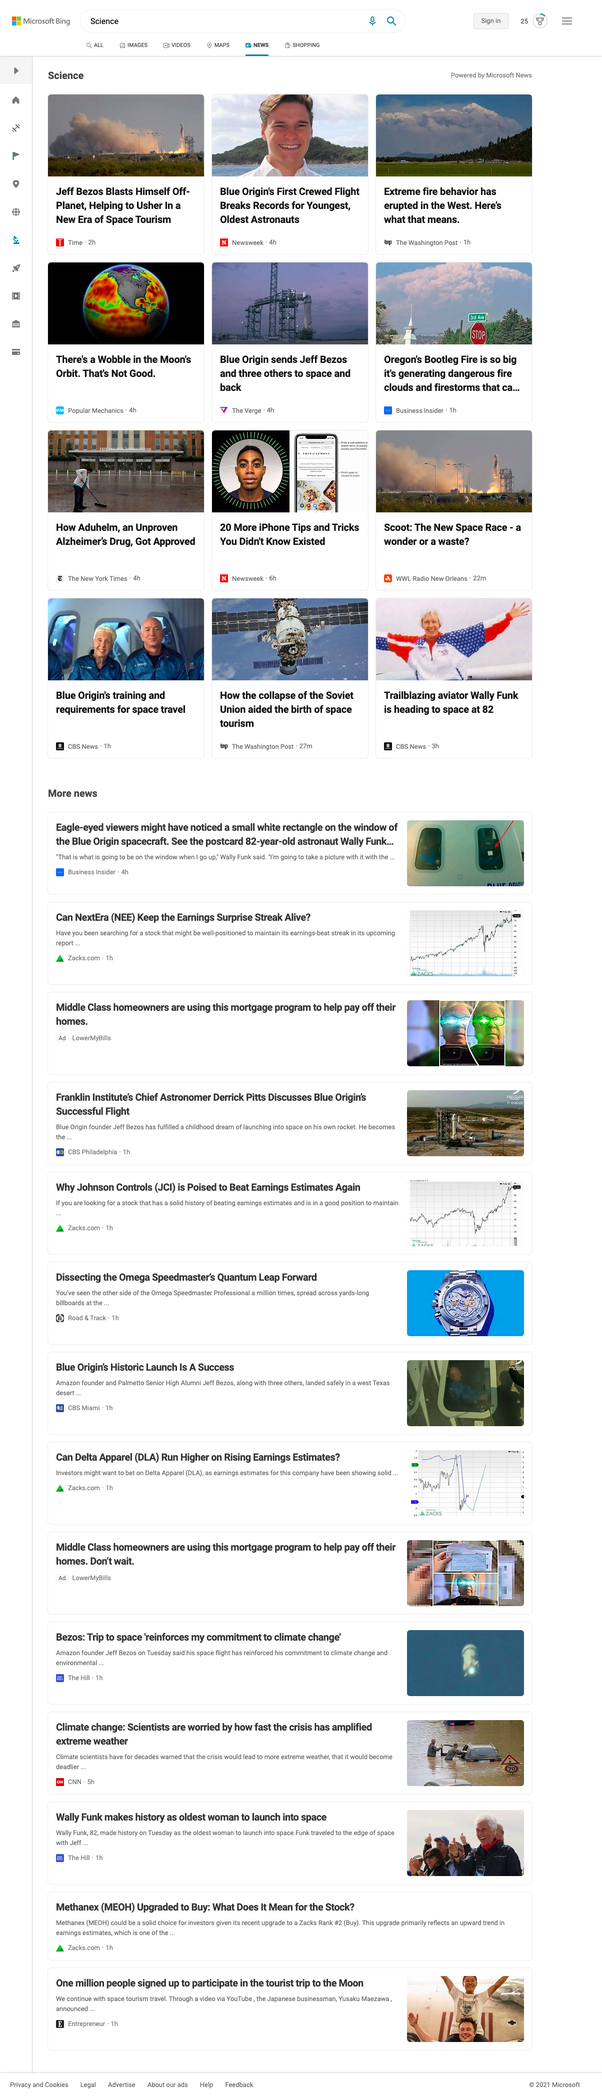 Microsoft Bing
Science
Sign in
25
ALL
IMAGES
VIDEOS
MAPS
NEWS
SHOPPING
Science
Powered by Microsoft News
Jeff Bezos Blasts Himself Off-
Planet, Helping to Usher In a
New Era of Space Tourism
Time · 2h
Blue Origin's First Crewed Flight
Breaks Records for Youngest,
Oldest Astronauts
Newsweek · 4h
Extreme fire behavior has
erupted in the West. Here's
what that means.
The Washington Post · 1h
There's a Wobble in the Moon's
Orbit. That's Not Good.
Popular Mechanics · 4h
Blue Origin sends Jeff Bezos
and three others to space and
back
The Verge · 4h
3rd Ave
STOP
Oregon's Bootleg Fire is so big
it's generating dangerous fire
clouds and firestorms that ca...
Business Insider · 1h
How Aduhelm, an Unproven
Alzheimer's Drug, Got Approved
The New York Times · 4h
20 More iPhone Tips and Tricks
You Didn't Know Existed
Newsweek · 6h
Scoot: The New Space Race - a
wonder or a waste?
WWL Radio New Orleans · 22m
Blue Origin's training and
requirements for space travel
CBS News · 1h
How the collapse of the Soviet
Union aided the birth of space
tourism
The Washington Post · 27m
Trailblazing aviator Wally Funk
is heading to space at 82
CBS News · 3h
More news
Eagle-eyed viewers might have noticed a small white rectangle on the window of
the Blue Origin spacecraft. See the postcard 82-year-old astronaut Wally Funk...
"That is what is going to be on the window when I go up," Wally Funk said. "I'm going to take a picture with it with the ...
Business Insider · 4h
Can NextEra (NEE) Keep the Earnings Surprise Streak Alive?
Have you been searching for a stock that might be well-positioned to maintain its earnings-beat streak in its upcoming
report ...
Zacks.com · 1h
ZACKS
Middle Class homeowners are using this mortgage program to help pay off their
homes.
Ad LowerMyBills
Franklin Institute's Chief Astronomer Derrick Pitts Discusses Blue Origin's
Successful Flight
Blue Origin founder Jeff Bezos has fulfilled a childhood dream of launching into space on his own rocket. He becomes
the ...
CBS Philadelphia · 1h
Why Johnson Controls (JCI) is Poised to Beat Earnings Estimates Again
If you are looking for a stock that has a solid history of beating earnings estimates and is in a good position to maintain
...
Zacks.com · 1h
ZACKS
Dissecting the Omega Speedmaster's Quantum Leap Forward
You've seen the other side of the Omega Speedmaster Professional a million times, spread across yards-long
billboards at the ...
Road & Track · 1h
Blue Origin's Historic Launch Is A Success
Amazon founder and Palmetto Senior High Alumni Jeff Bezos, along with three others, landed safely in a west Texas
desert ...
CBS Miami · 1h
Can Delta Apparel (DLA) Run Higher on Rising Earnings Estimates?
Investors might want to bet on Delta Apparel (DLA), as earnings estimates for this company have been showing solid ...
Zacks.com · 1h
ZACKS
Middle Class homeowners are using this mortgage program to help pay off their
homes. Don't wait.
Ad LowerMyBills
Bezos: Trip to space 'reinforces my commitment to climate change'
Amazon founder Jeff Bezos on Tuesday said his space flight has reinforced his commitment to climate change and
environmental ...
The Hill · 1h
Climate change: Scientists are worried by how fast the crisis has amplified
extreme weather
Climate scientists have for decades warned that the crisis would lead to more extreme weather, that it would become
deadlier ...
CNN · 5h
Wally Funk makes history as oldest woman to launch into space
Wally Funk, 82, made history on Tuesday as the oldest woman to launch into space.Funk traveled to the edge of space
with Jeff ...
The Hill · 1h
Methanex (MEOH) Upgraded to Buy: What Does It Mean for the Stock?
Methanex (MEOH) could be a solid choice for investors given its recent upgrade to a Zacks Rank #2 (Buy). This upgrade primarily reflects an upward trend in
earnings estimates, which is one of the ...
Zacks.com · 1h
One million people signed up to participate in the tourist trip to the Moon
We continue with space tourism travel. Through a video via YouTube , the Japanese businessman, Yusaku Maezawa ,
announced ...
Entrepreneur · 1h
Privacy and Cookies
Legal
Advertise
About our ads
Help
Feedback
© 2021 Microsoft